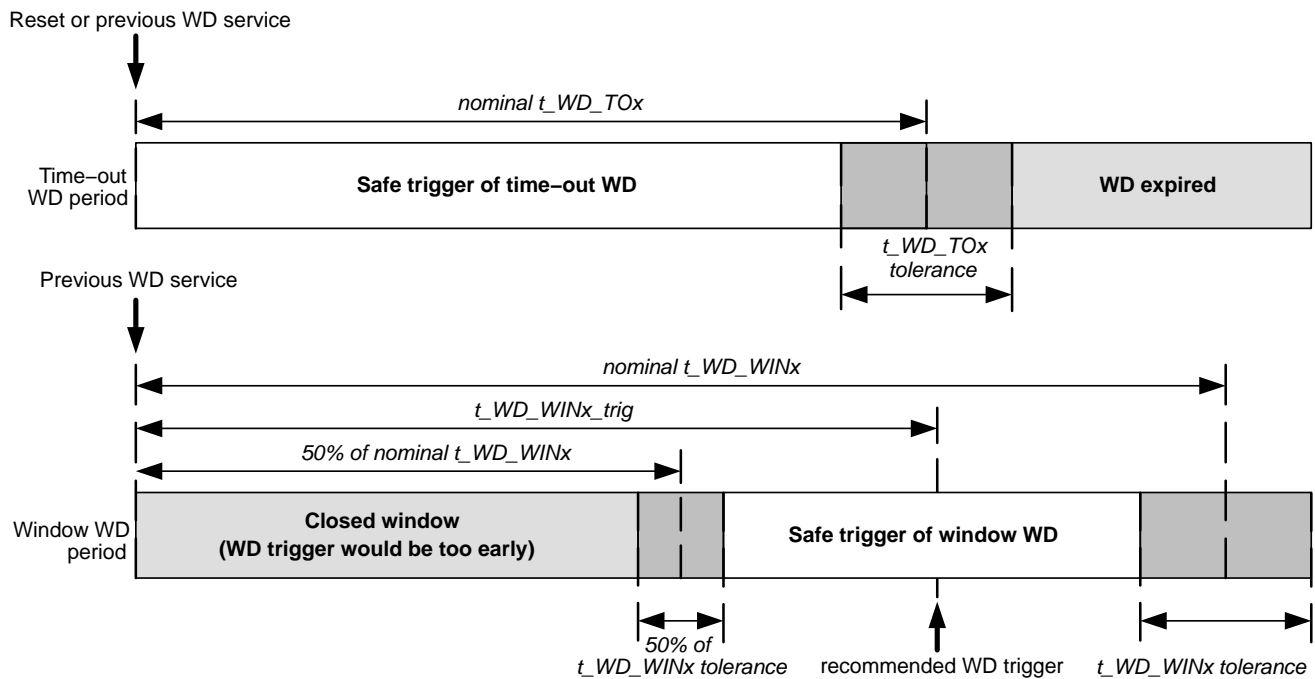 Reset or previous WD service
nominal t_WD_TOx
Time−out
WD period
Safe trigger of time−out WD
WD expired
t_WD_TOx
tolerance
Previous WD service
nominal t_WD_WINx
t_WD_WINx_trig
50% of nominal t_WD_WINx
Window WD
period
Closed window
(WD trigger would be too early)
Safe trigger of window WD
50% of
t_WD_WINx tolerance
recommended WD trigger
t_WD_WINx tolerance